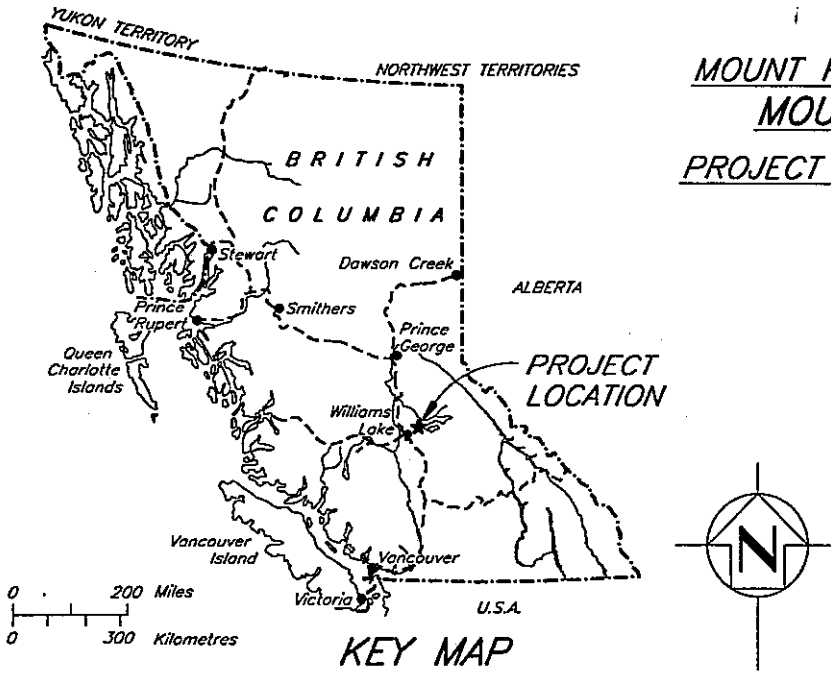 i
YUKON TERRITORY
NORTHWEST TERRITORIES
MOUNT
MOU
PROJECT
BRITISH
COLUMBIA
Stewart
Dawson Creek
ALBERTA
Prince
Rupert
Smithers
Prince
George
Queen
Charlotte
Islands
PROJECT
LOCATION
Williams
Lake
N
Vancouver
Island
Vancouver
Victoria
U.S.A.
0 200 Miles
0 300 Kilometres
KEY MAP